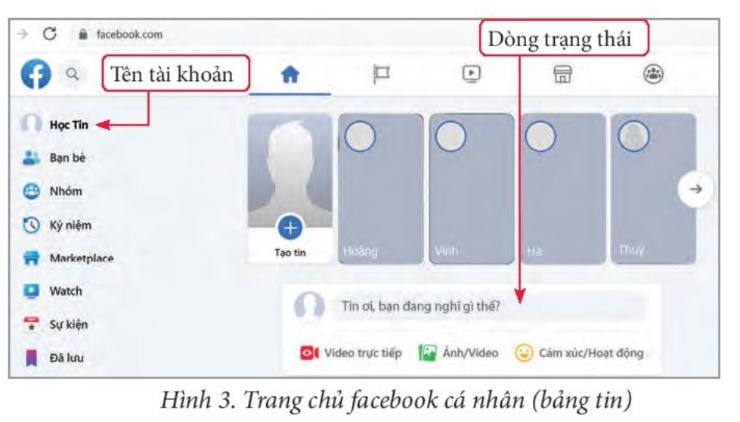 facebook.com
Dòng trạng thái
Tên tài khoản
Học Tin
Bạn bè
Nhóm
Kỷ niệm
Marketplace
Watch
Sự kiện
Đã lưu
Tạo tin
Hoàng
Vinh
Hà
Thuỳ
Tin ơi, bạn đang nghĩ gì thế?
Video trực tiếp Ảnh/Video Cảm xúc/Hoạt động
Hình 3. Trang chủ facebook cá nhân (bảng tin)